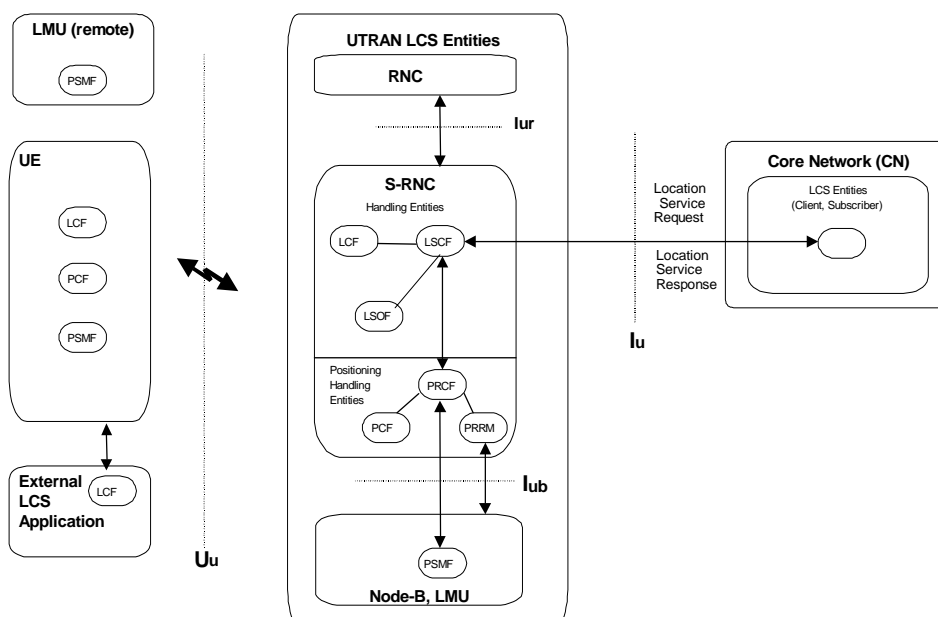 LMU (remote)
PSMF
UE
LCF
PCF
PSMF
External
LCS
Application
LCF
Uu
UTRAN LCS Entities
RNC
Iur
S-RNC
Handling Entities
LCF
LSCF
LSOF
Positioning
Handling
Entities
PRCF
PCF
PRRM
Iub
PSMF
Node-B, LMU
Location
Service
Request
Location
Service
Response
Iu
Core Network (CN)
LCS Entities
(Client, Subscriber)